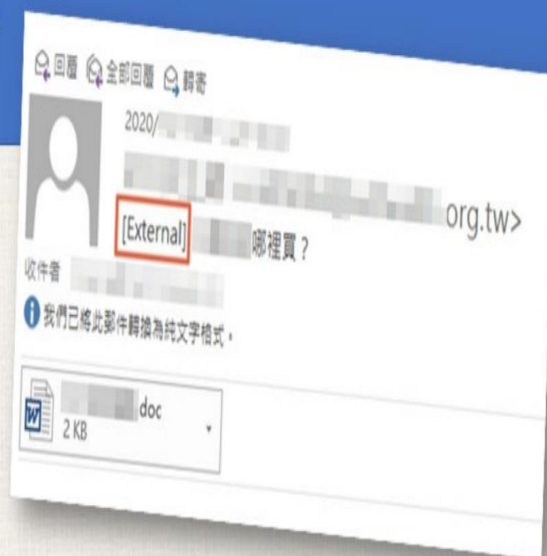 回覆 全部回覆 轉寄
2020/
org.tw>
[External] 哪裡買？
收件者
我們已將此郵件轉換為純文字格式。
doc
2 KB